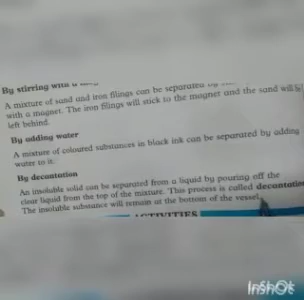 By stirring with a
A mixture of sand and iron filings can be separated by
with a magnet. The iron filings will stick to the magnet and the sand will
left behind.
By adding water
A mixture of coloured substances in black ink can be separated by adding
water to it.
By decantation
An insoluble solid can be separated from a liquid by pouring off the
clear liquid from the top of the mixture. This process is called decantation
The insoluble substance will remain at the bottom of the vessel.
ACTIVITIES
InShOt